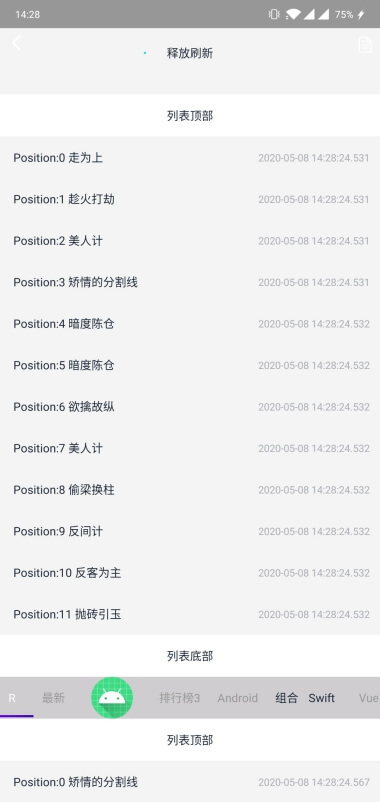 14:28 75%
释放刷新
列表顶部
Position:0 走为上 2020-05-08 14:28:24.531
Position:1 趁火打劫 2020-05-08 14:28:24.531
Position:2 美人计 2020-05-08 14:28:24.531
Position:3 矫情的分割线 2020-05-08 14:28:24.531
Position:4 暗度陈仓 2020-05-08 14:28:24.532
Position:5 暗度陈仓 2020-05-08 14:28:24.532
Position:6 欲擒故纵 2020-05-08 14:28:24.532
Position:7 美人计 2020-05-08 14:28:24.532
Position:8 偷梁换柱 2020-05-08 14:28:24.532
Position:9 反间计 2020-05-08 14:28:24.532
Position:10 反客为主 2020-05-08 14:28:24.532
Position:11 抛砖引玉 2020-05-08 14:28:24.532
列表底部
R 最新 排行榜3 Android 组合 Swift Vue
列表顶部
Position:0 矫情的分割线 2020-05-08 14:28:24.567